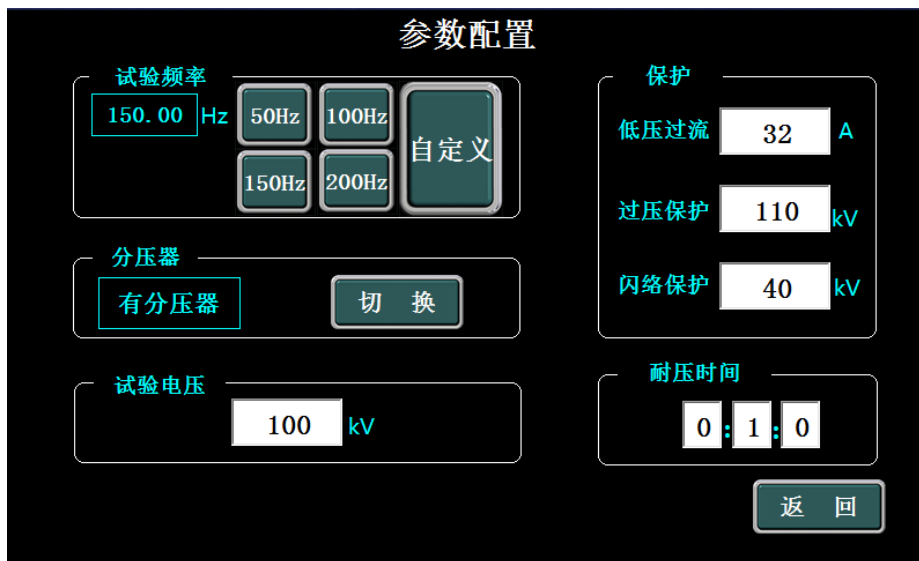 参数配置
试验频率
150.00 Hz
50Hz 100Hz
150Hz 200Hz
自定义
分压器
有分压器 切 换
试验电压
100 kV
保护
低压过流 32 A
过压保护 110 kV
闪络保护 40 kV
耐压时间
0:1:0
返 回